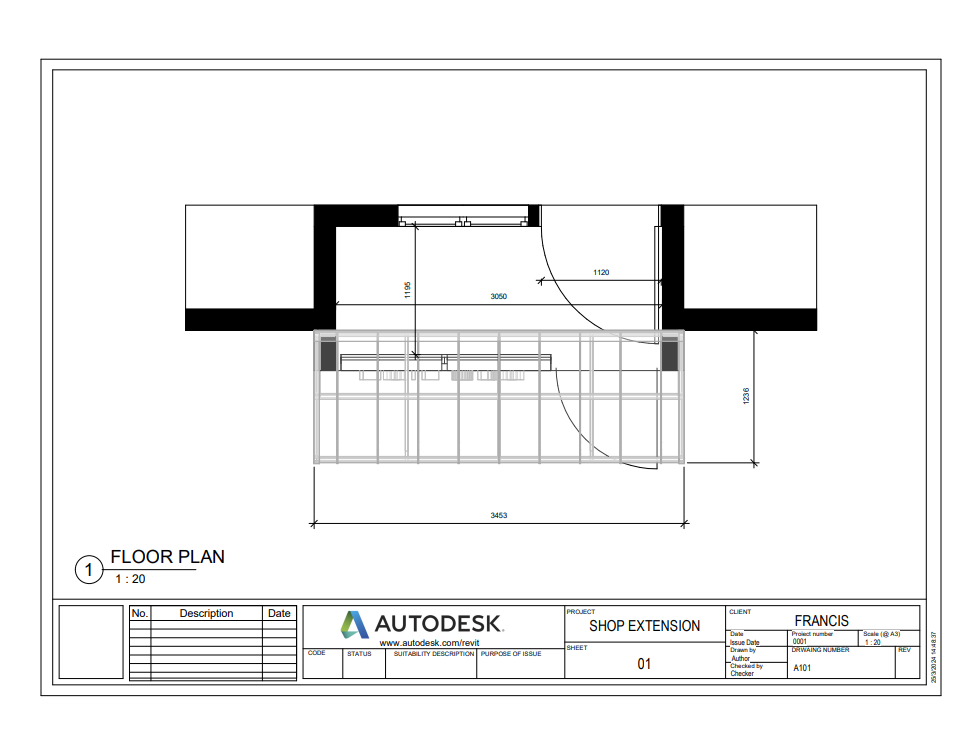 1120
3050
1195
1236
3453
1 FLOOR PLAN
1 : 20
No. Description Date
AUTODESK.
www.autodesk.com/revit
CODE STATUS SUITABILITY DESCRIPTION PURPOSE OF ISSUE
PROJECT
SHOP EXTENSION
SHEET
01
CLIENT
FRANCIS
Date
Issue Date
Project number
0001
Scale (@ A3)
1 : 20
Drawn by
Author
Checked by
Checker
DRWAING NUMBER
A101
REV
25/3/2024 14:48:37